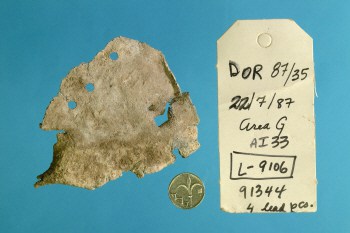 DOR 87/35
22/7/87
Area G
AI33
L-9106
91344
4 lead pcs.